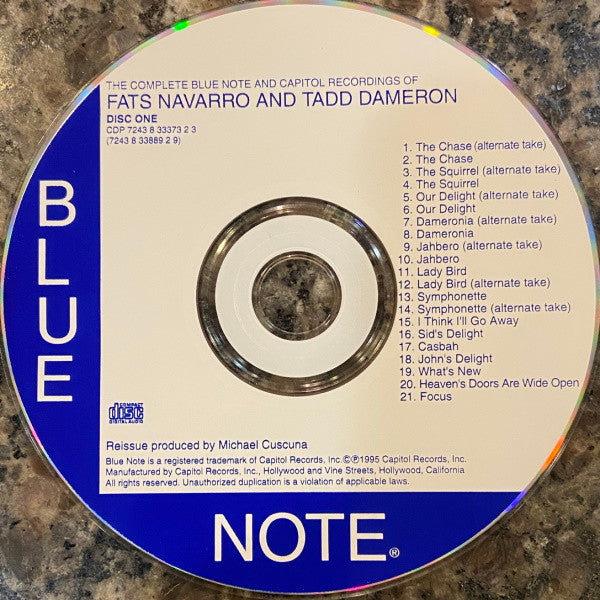 THE COMPLETE BLUE NOTE AND CAPITOL RECORDINGS OF
FATS NAVARRO AND TADD DAMERON
DISC ONE
CDP 7243 8 33373 2 3
(7243 8 33889 2 9)
1. The Chase (alternate take)
2. The Chase
3. The Squirrel (alternate take)
4. The Squirrel
5. Our Delight (alternate take)
6. Our Delight
7. Dameronia (alternate take)
8. Dameronia
9. Jahbero (alternate take)
10. Jahbero
11. Lady Bird
12. Lady Bird (alternate take)
13. Symphonette
14. Symphonette (alternate take)
15. I Think I'll Go Away
16. Sid's Delight
17. Casbah
18. John's Delight
19. What's New
20. Heaven's Doors Are Wide Open
21. Focus
BLUE
COMPACT
disc
DIGITAL AUDIO
Reissue produced by Michael Cuscuna
Blue Note is a registered trademark of Capitol Records, Inc.©℗1995 Capitol Records, Inc.
Manufactured by Capitol Records, Inc., Hollywood and Vine Streets, Hollywood, California
All rights reserved. Unauthorized duplication is a violation of applicable laws.
NOTE®